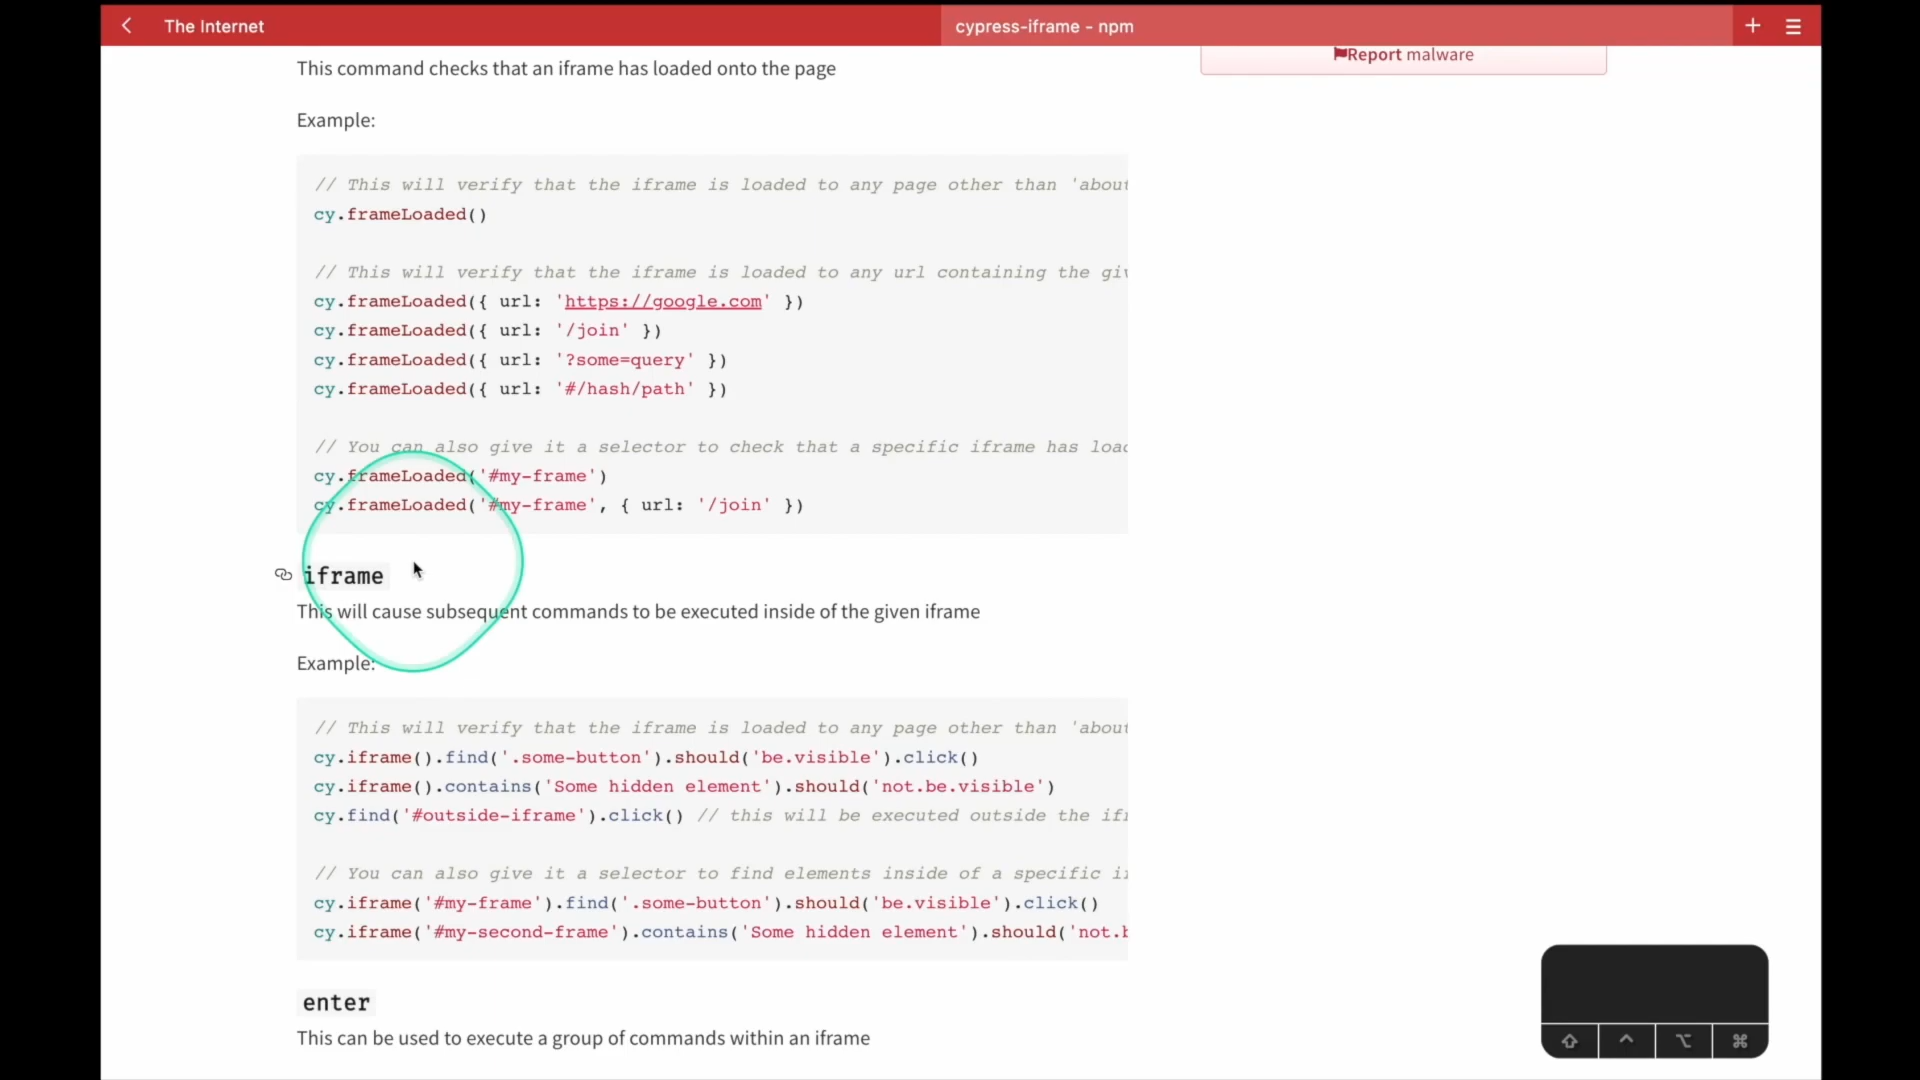 The Internet
cypress-iframe - npm
Report malware
This command checks that an iframe has loaded onto the page
Example:
// This will verify that the iframe is loaded to any page other than 'about
cy.frameLoaded()
// This will verify that the iframe is loaded to any url containing the giv
cy.frameLoaded({ url: 'https://google.com' })
cy.frameLoaded({ url: '/join' })
cy.frameLoaded({ url: '?some=query' })
cy.frameLoaded({ url: '#/hash/path' })
// You can also give it a selector to check that a specific iframe has load
cy.frameLoaded('#my-frame')
cy.frameLoaded('#my-frame', { url: '/join' })
iframe
This will cause subsequent commands to be executed inside of the given iframe
Example:
// This will verify that the iframe is loaded to any page other than 'about
cy.iframe().find('.some-button').should('be.visible').click()
cy.iframe().contains('Some hidden element').should('not.be.visible')
cy.find('#outside-iframe').click() // this will be executed outside the ifr
// You can also give it a selector to find elements inside of a specific if
cy.iframe('#my-frame').find('.some-button').should('be.visible').click()
cy.iframe('#my-second-frame').contains('Some hidden element').should('not.b
enter
This can be used to execute a group of commands within an iframe